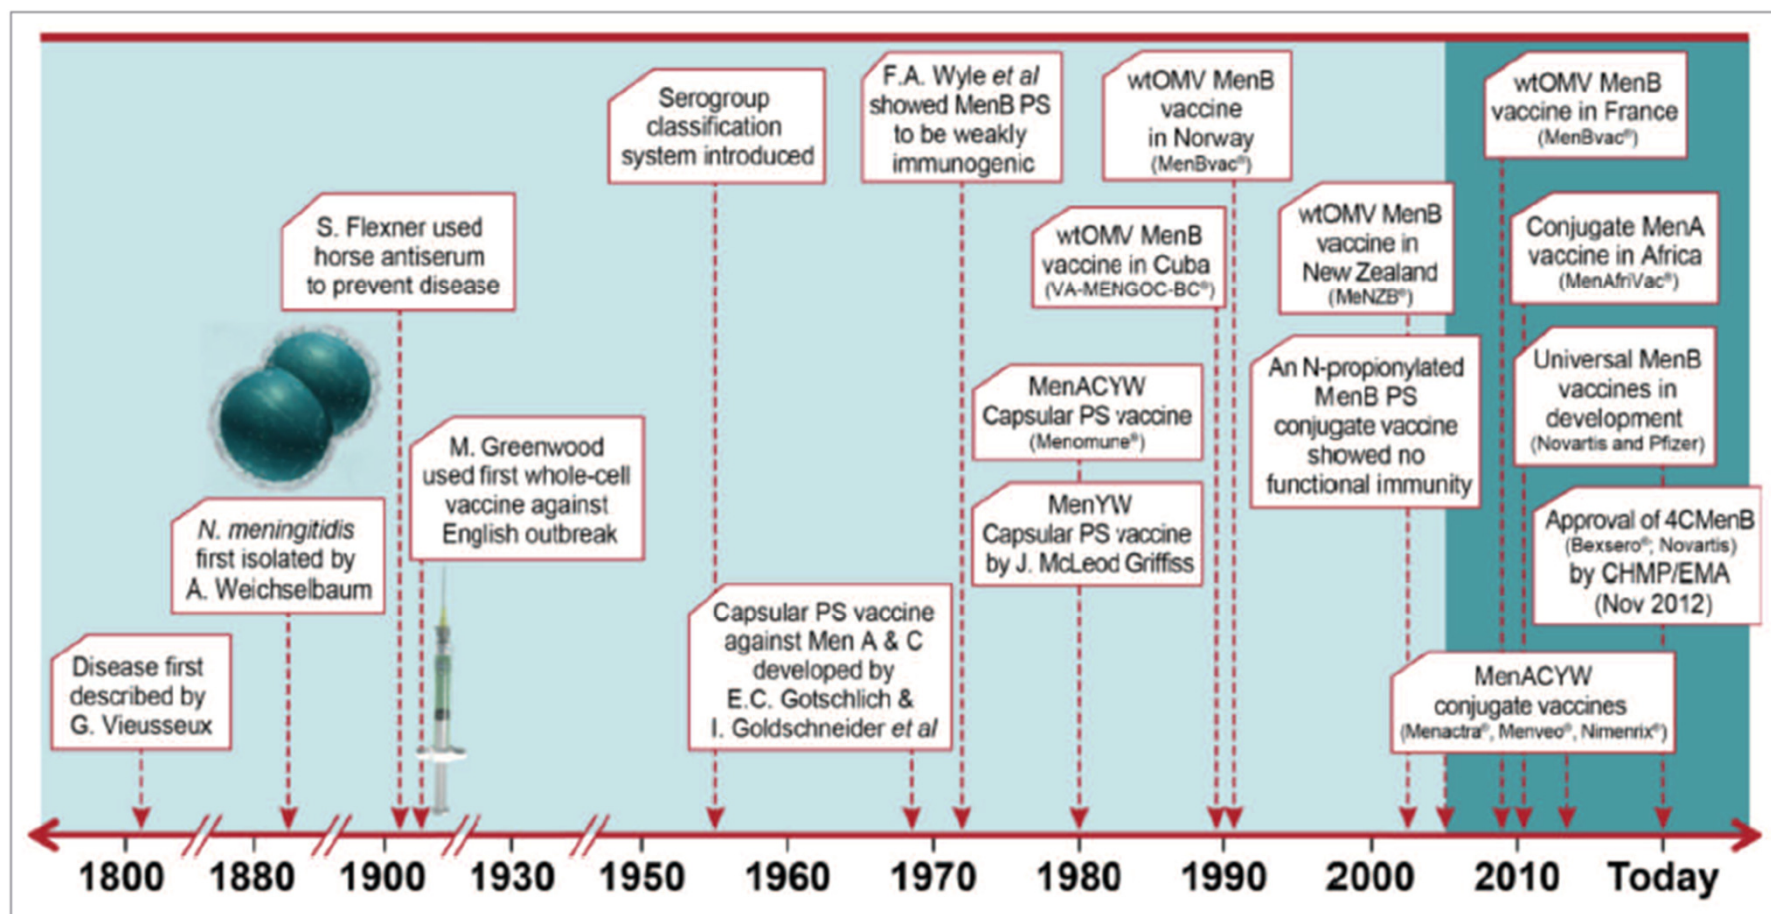 Disease first
described by
G. Vieusseux
N. meningitidis
first isolated by
A. Weichselbaum
S. Flexner used
horse antiserum
to prevent disease
M. Greenwood
used first whole-cell
vaccine against
English outbreak
Serogroup
classification
system introduced
Capsular PS vaccine
against Men A & C
developed by
E.C. Gotschlich &
I. Goldschneider et al
F.A. Wyle et al
showed MenB PS
to be weakly
immunogenic
MenACYW
Capsular PS vaccine
(Menomune®)
MenYW
Capsular PS vaccine
by J. McLeod Griffiss
wtOMV MenB
vaccine in Cuba
(VA-MENGOC-BC®)
wtOMV MenB
vaccine
in Norway
(MenBvac®)
wtOMV MenB
vaccine in
New Zealand
(MeNZB®)
An N-propionylated
MenB PS
conjugate vaccine
showed no
functional immunity
wtOMV MenB
vaccine in France
(MenBvac®)
Conjugate MenA
vaccine in Africa
(MenAfriVac®)
Universal MenB
vaccines in
development
(Novartis and Pfizer)
Approval of 4CMenB
(Bexsero®; Novartis)
by CHMP/EMA
(Nov 2012)
MenACYW
conjugate vaccines
(Menactra®, Menveo®, Nimenrix®)
1800 1880 1900 1930 1950 1960 1970 1980 1990 2000 2010 Today